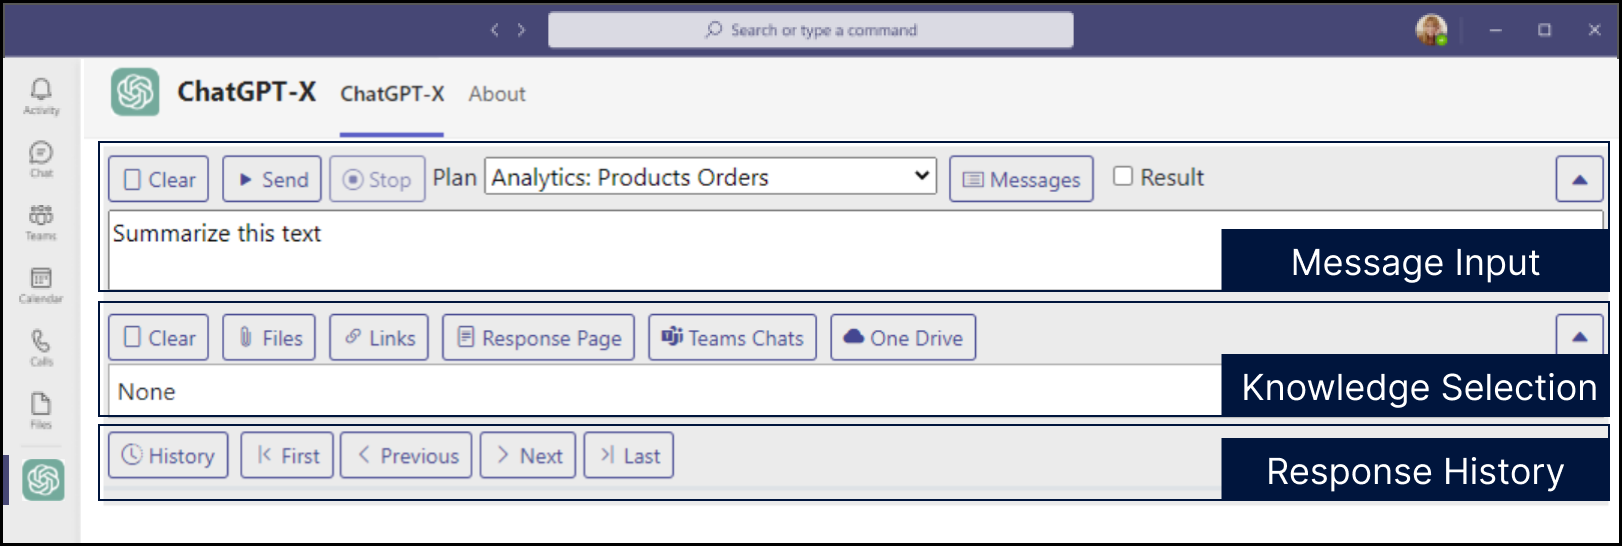 Search or type a command
Activity
Chat
Teams
Calendar
Calls
Files
ChatGPT-X ChatGPT-X About
Clear Send Stop Plan Analytics: Products Orders Messages Result
Summarize this text
Message Input
Clear Files Links Response Page Teams Chats One Drive
None
Knowledge Selection
History First Previous Next Last
Response History